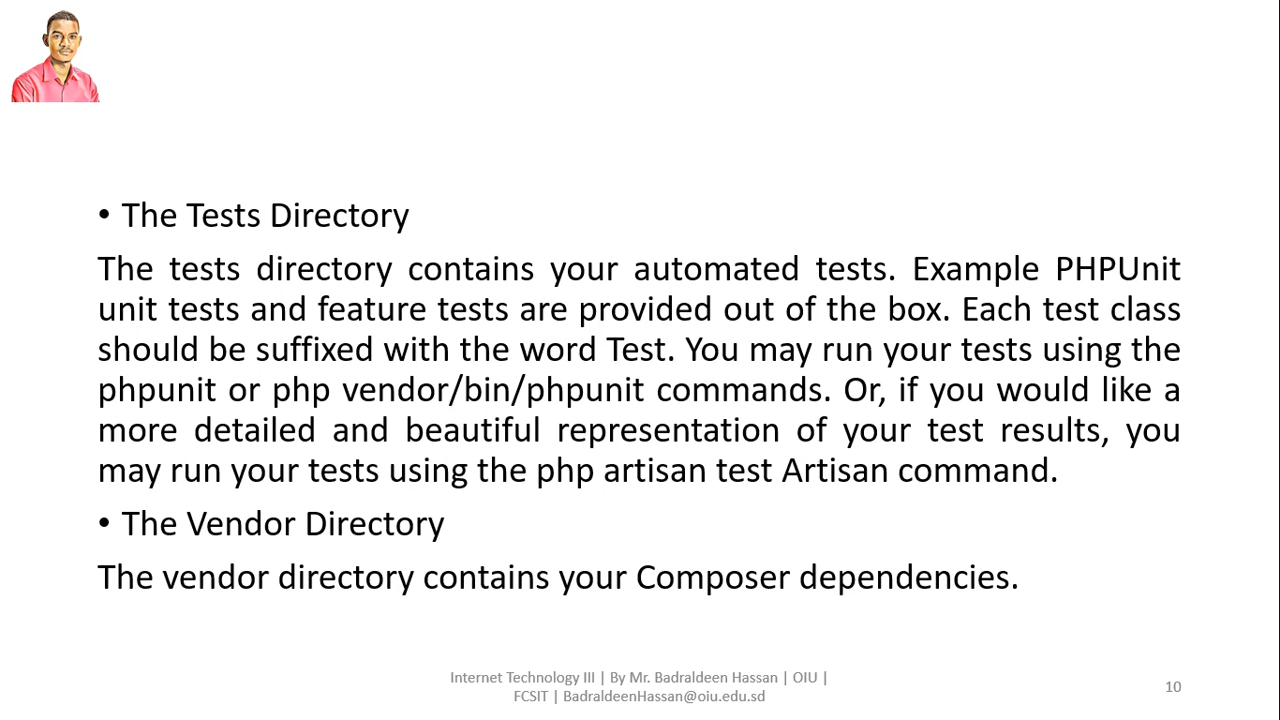 • The Tests Directory
The tests directory contains your automated tests. Example PHPUnit
unit tests and feature tests are provided out of the box. Each test class
should be suffixed with the word Test. You may run your tests using the
phpunit or php vendor/bin/phpunit commands. Or, if you would like a
more detailed and beautiful representation of your test results, you
may run your tests using the php artisan test Artisan command.
• The Vendor Directory
The vendor directory contains your Composer dependencies.
Internet Technology III | By Mr. Badraldeen Hassan | OIU |
FCSIT | BadraldeenHassan@oiu.edu.sd
10